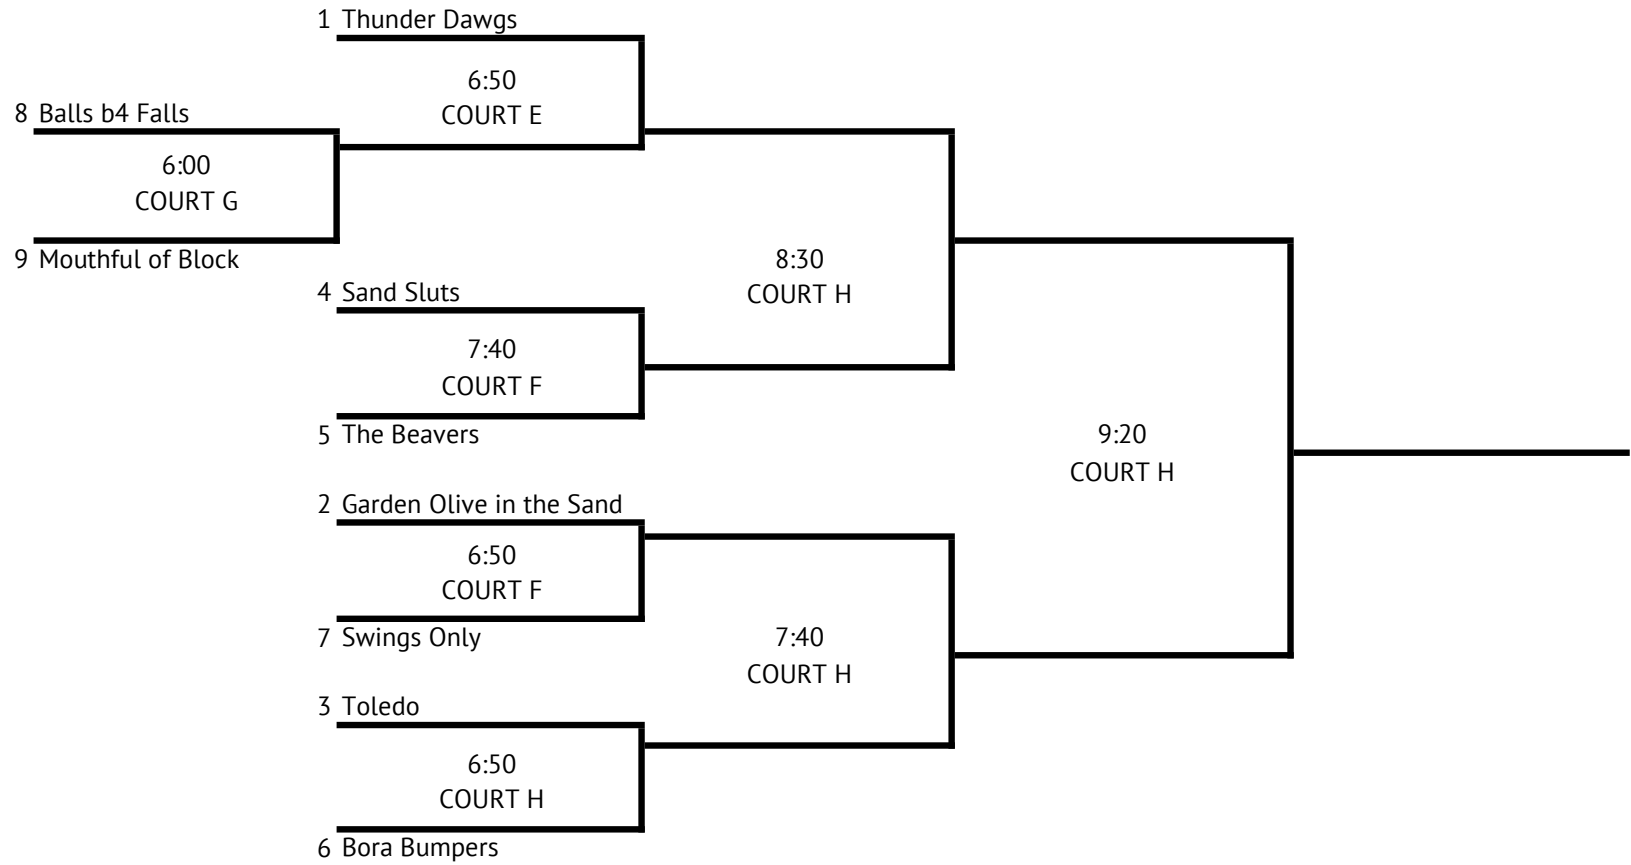 1 Thunder Dawgs
6:50
COURT E
8 Balls b4 Falls
6:00
COURT G
9 Mouthful of Block
4 Sand Sluts
7:40
COURT F
5 The Beavers
8:30
COURT H
2 Garden Olive in the Sand
6:50
COURT F
7 Swings Only
3 Toledo
6:50
COURT H
6 Bora Bumpers
7:40
COURT H
9:20
COURT H